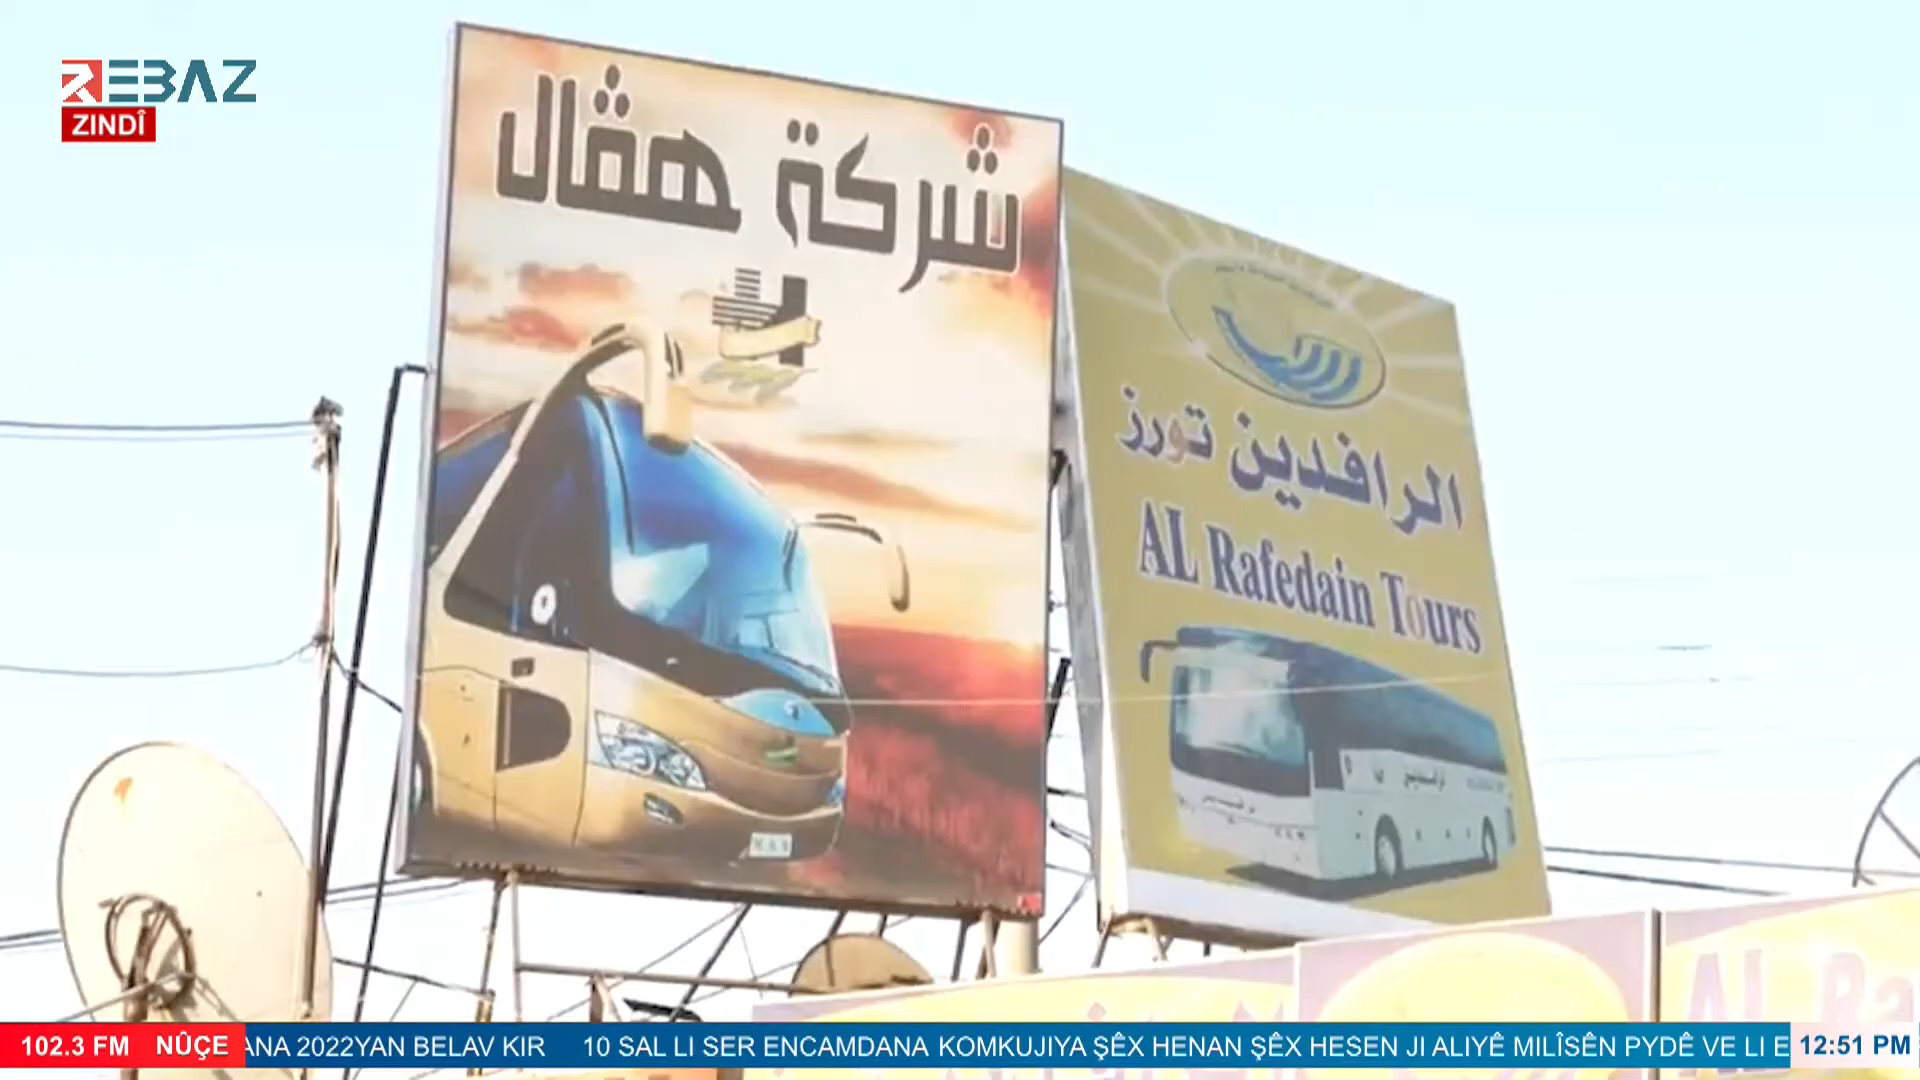 REBAZ
ZINDÎ
شركة هڤال
الرافدين تورز
AL Rafedain Tours
102.3 FM NÛÇE ANA 2022YAN BELAV KIR 10 SAL LI SER ENCAMDANA KOMKUJIYA ŞÊX HENAN ŞÊX HESEN JI ALIYÊ MILÎSÊN PYDÊ VE LI E 12:51 PM